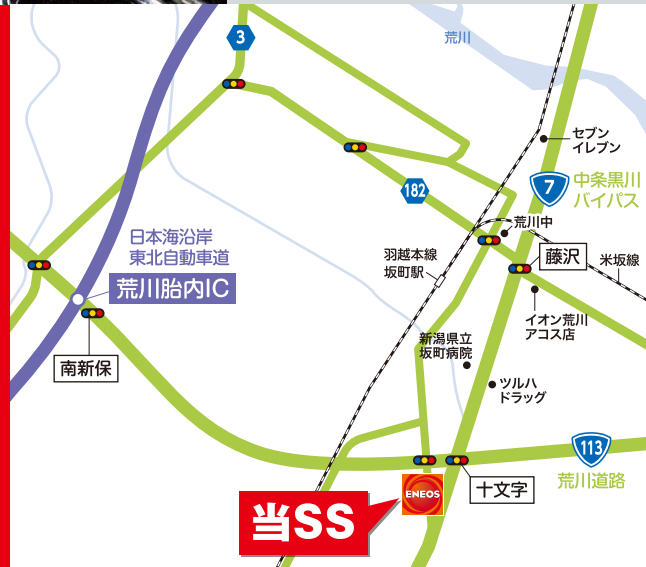 3
荒川
セブン
イレブン
7
中条黒川
バイパス
182
荒川中
日本海沿岸
東北自動車道
羽越本線
坂町駅
藤沢
米坂線
荒川胎内IC
イオン荒川
アコス店
新潟県立
坂町病院
南新保
ツルハ
ドラッグ
113
荒川道路
十文字
ENEOS
当SS